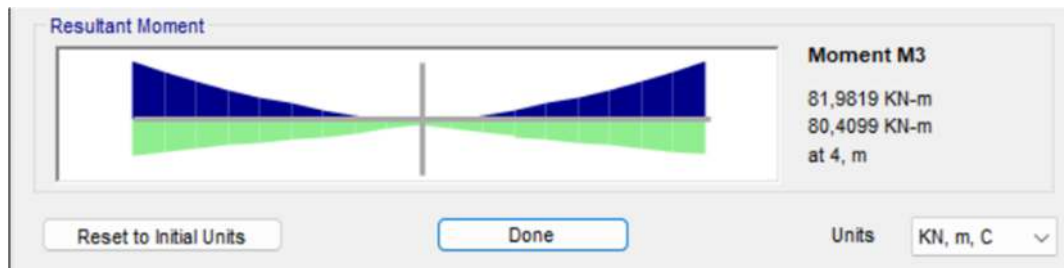 Resultant Moment
Moment M3
81,9819 KN-m
80,4099 KN-m
at 4, m
Reset to Initial Units
Done
Units
KN, m, C